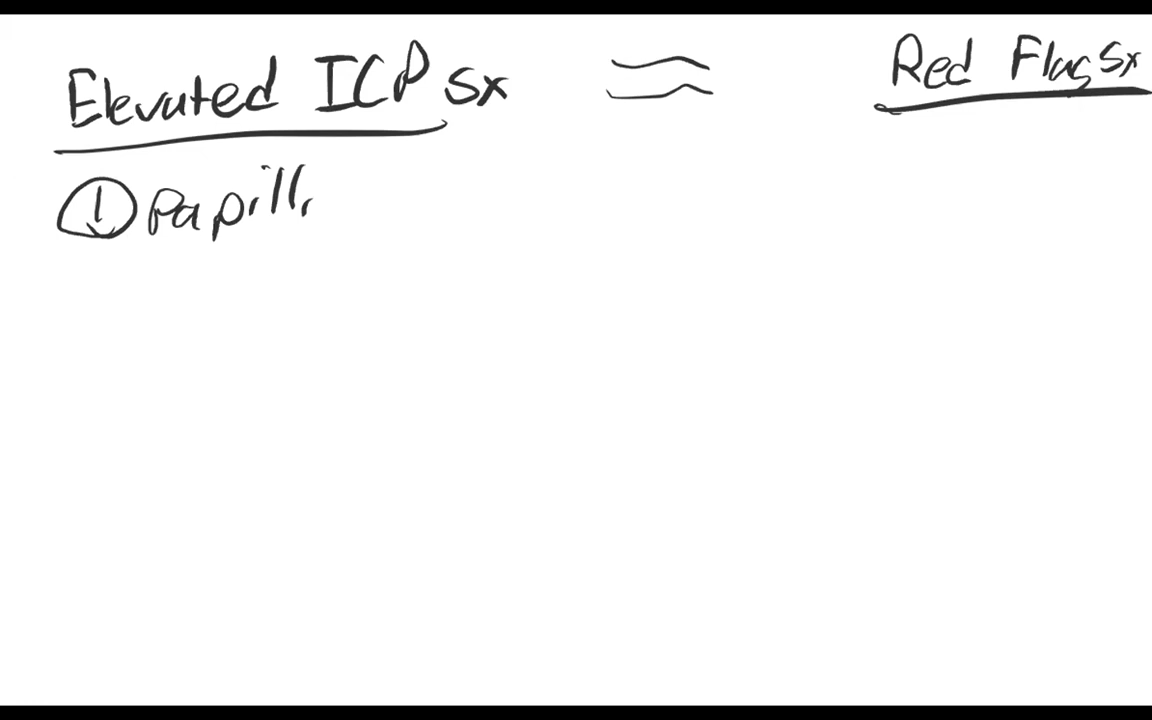 Elevated ICP Sx ≈ Red Flag Sx
① Papill